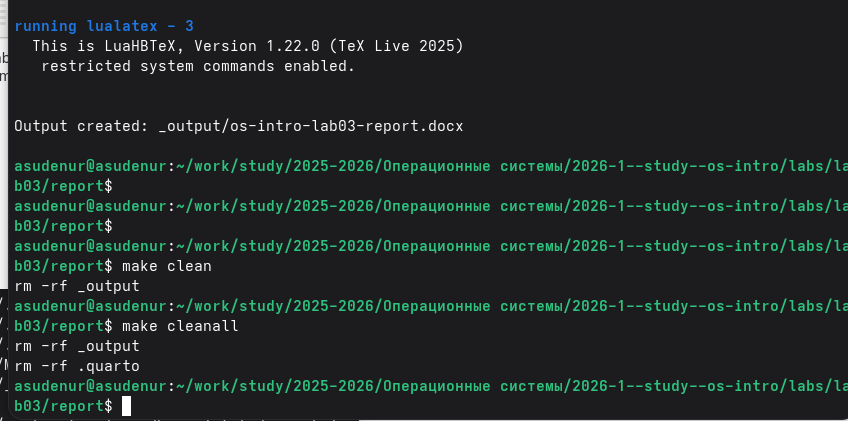 running lualatex - 3
This is LuaHBTeX, Version 1.22.0 (TeX Live 2025)
restricted system commands enabled.
Output created: _output/os-intro-lab03-report.docx
asudenur@asudenur:~/work/study/2025-2026/Операционные системы/2026-1--study--os-intro/labs/la
b03/report$
asudenur@asudenur:~/work/study/2025-2026/Операционные системы/2026-1--study--os-intro/labs/la
b03/report$
asudenur@asudenur:~/work/study/2025-2026/Операционные системы/2026-1--study--os-intro/labs/la
b03/report$ make clean
rm -rf _output
asudenur@asudenur:~/work/study/2025-2026/Операционные системы/2026-1--study--os-intro/labs/la
b03/report$ make cleanall
rm -rf _output
rm -rf .quarto
asudenur@asudenur:~/work/study/2025-2026/Операционные системы/2026-1--study--os-intro/labs/la
b03/report$